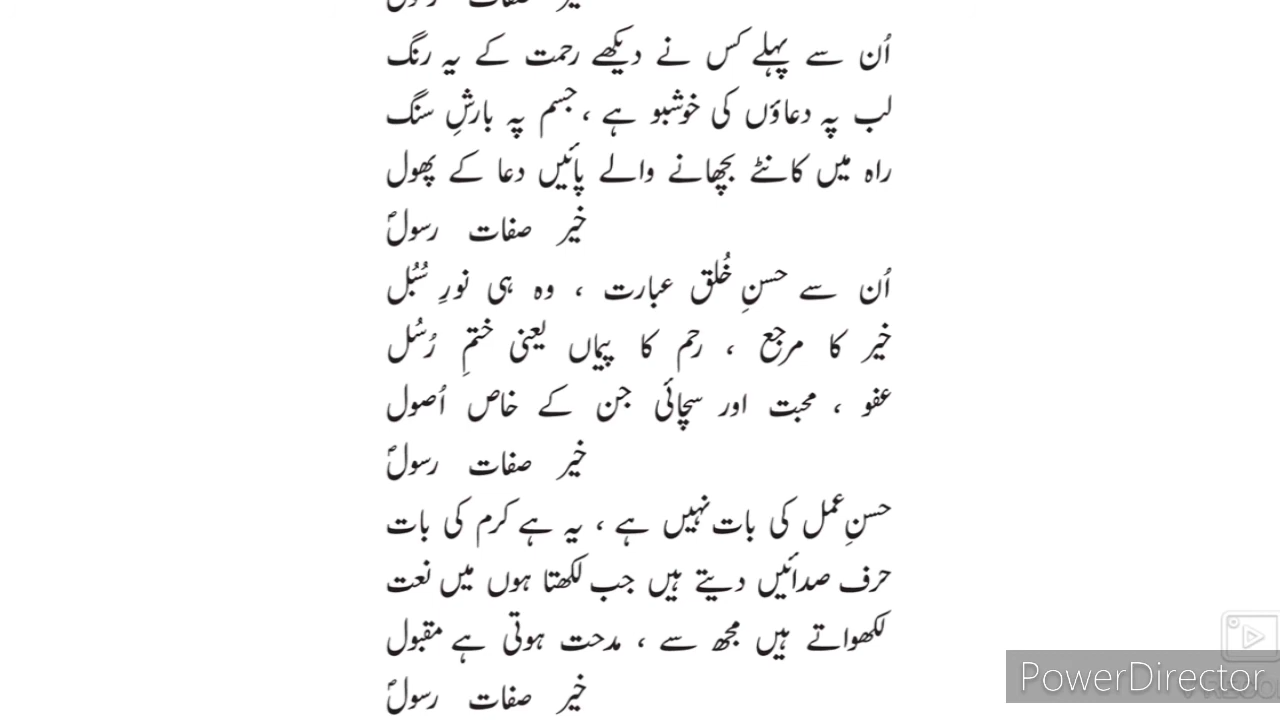 خیر صفات رسولؐ
اُن سے پہلے کس نے دیکھے رحمت کے یہ رنگ
لب پہ دعاؤں کی خوشبو ہے ، جسم پہ بارشِ سنگ
راہ میں کانٹے بچھانے والے پائیں دعا کے پھول
خیر صفات رسولؐ
اُن سے حسنِ خُلق عبارت ، وہ ہی نورِ سُبُل
خیر کا مرجع ، رحم کا پیماں یعنی ختمِ رُسُل
عفو ، محبت اور سچائی جن کے خاص اُصول
خیر صفات رسولؐ
حسنِ عمل کی بات نہیں ہے ، یہ ہے کرم کی بات
حرف صدائیں دیتے ہیں جب لکھتا ہوں میں نعت
لکھواتے ہیں مجھ سے ، مدحت ہوتی ہے مقبول
خیر صفات رسولؐ
PowerDirector